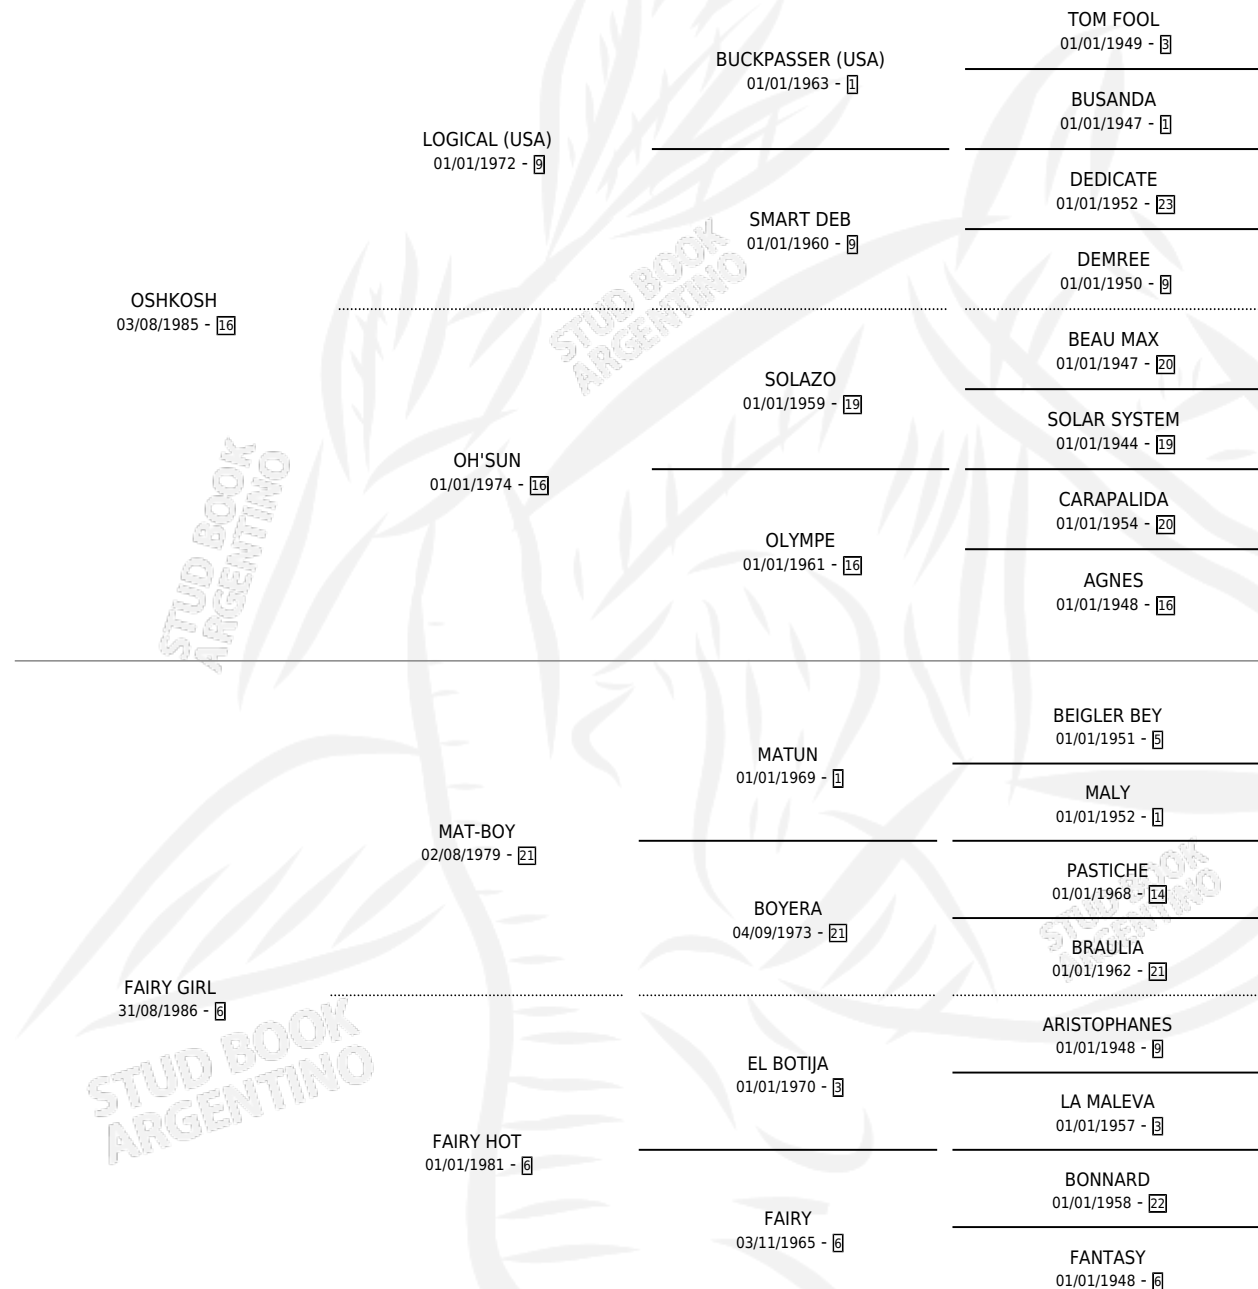 TOM FOOL
01/01/1949 - 3
BUCKPASSER (USA)
01/01/1963 - 1
BUSANDA
01/01/1947 - 1
LOGICAL (USA)
01/01/1972 - 9
DEDICATE
01/01/1952 - 23
SMART DEB
01/01/1960 - 9
DEMREE
01/01/1950 - 9
OSHKOSH
03/08/1985 - 16
BEAU MAX
01/01/1947 - 20
SOLAZO
01/01/1959 - 19
SOLAR SYSTEM
01/01/1944 - 19
OH'SUN
01/01/1974 - 16
CARAPALIDA
01/01/1954 - 20
OLYMPE
01/01/1961 - 16
AGNES
01/01/1948 - 16
BEIGLER BEY
01/01/1951 - 5
MATUN
01/01/1969 - 1
MALY
01/01/1952 - 1
MAT-BOY
02/08/1979 - 21
PASTICHE
01/01/1968 - 14
BOYERA
04/09/1973 - 21
BRAULIA
01/01/1962 - 21
FAIRY GIRL
31/08/1986 - 6
ARISTOPHANES
01/01/1948 - 9
EL BOTIJA
01/01/1970 - 3
LA MALEVA
01/01/1957 - 3
FAIRY HOT
01/01/1981 - 6
BONNARD
01/01/1958 - 22
FAIRY
03/11/1965 - 6
FANTASY
01/01/1948 - 6
STUD BOOK
ARGENTINO
STUD BOOK
ARGENTINO
STUD BOOK
ARGENTINO
STUD BOOK
ARGENTINO